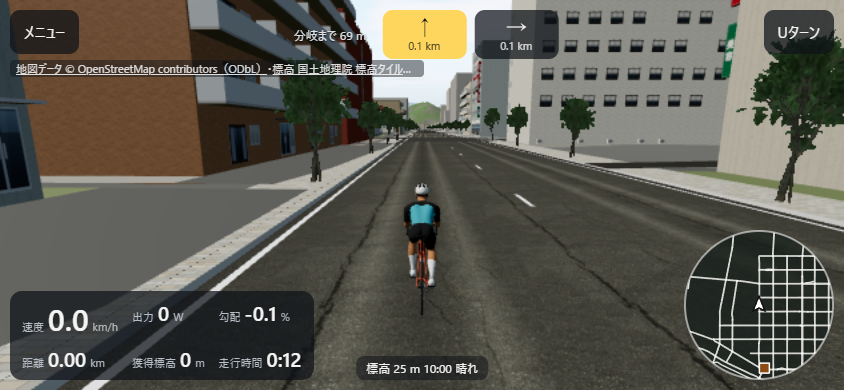 メニュー
分岐まで 69 m
↑
0.1 km
→
0.1 km
Uターン
地図データ © OpenStreetMap contributors（ODbL）・標高 国土地理院 標高タイル...
速度 0.0 km/h
出力 0 W
勾配 -0.1 %
距離 0.00 km
獲得標高 0 m
走行時間 0:12
標高 25 m 10:00 晴れ